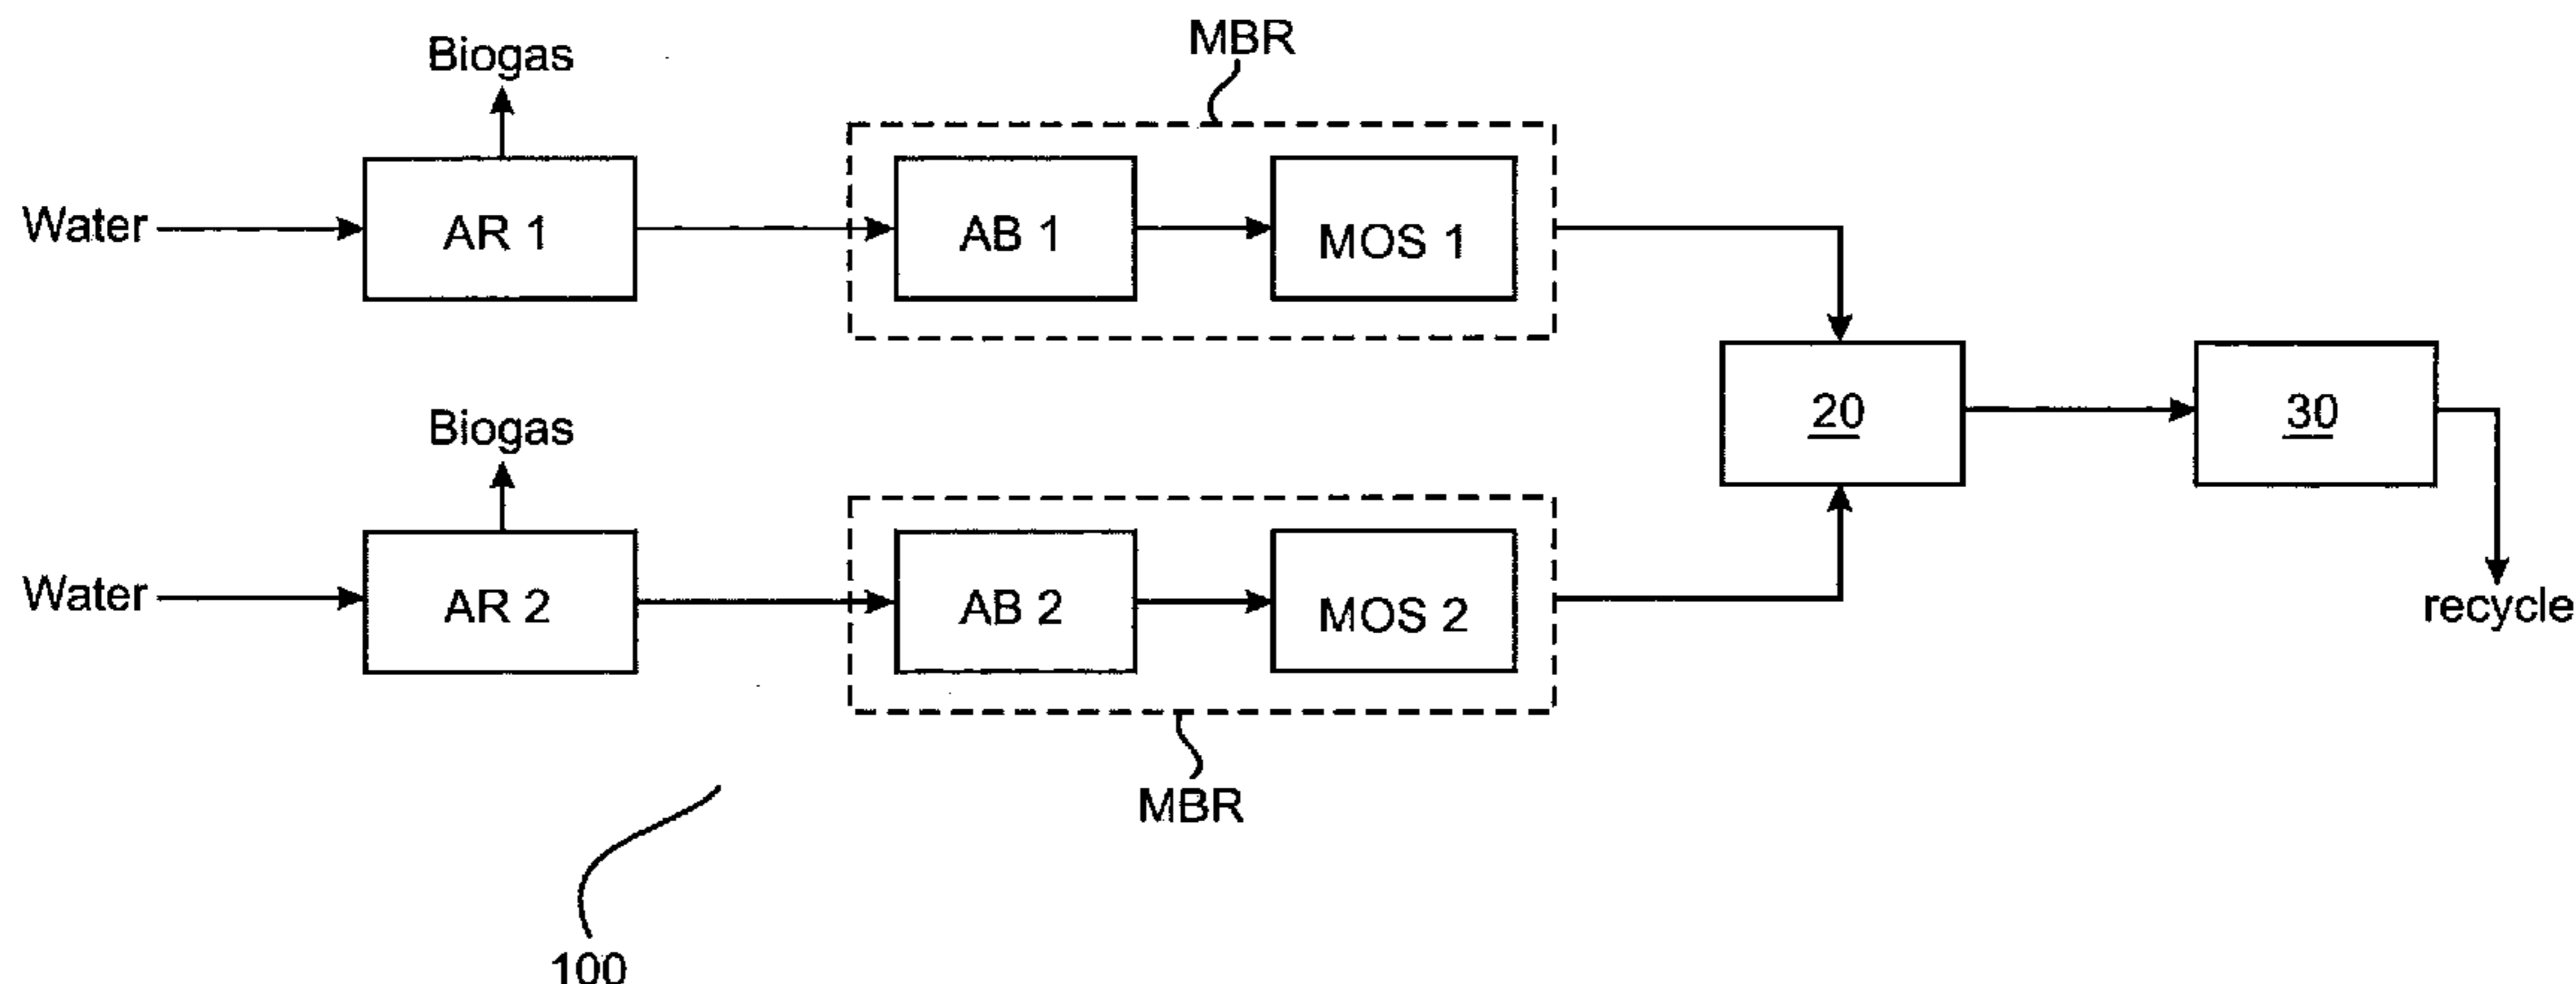 MBR
Biogas
Water
AR 1
AB 1
MOS 1
20
30
Biogas
Water
AR 2
AB 2
MOS 2
recycle
MBR
100